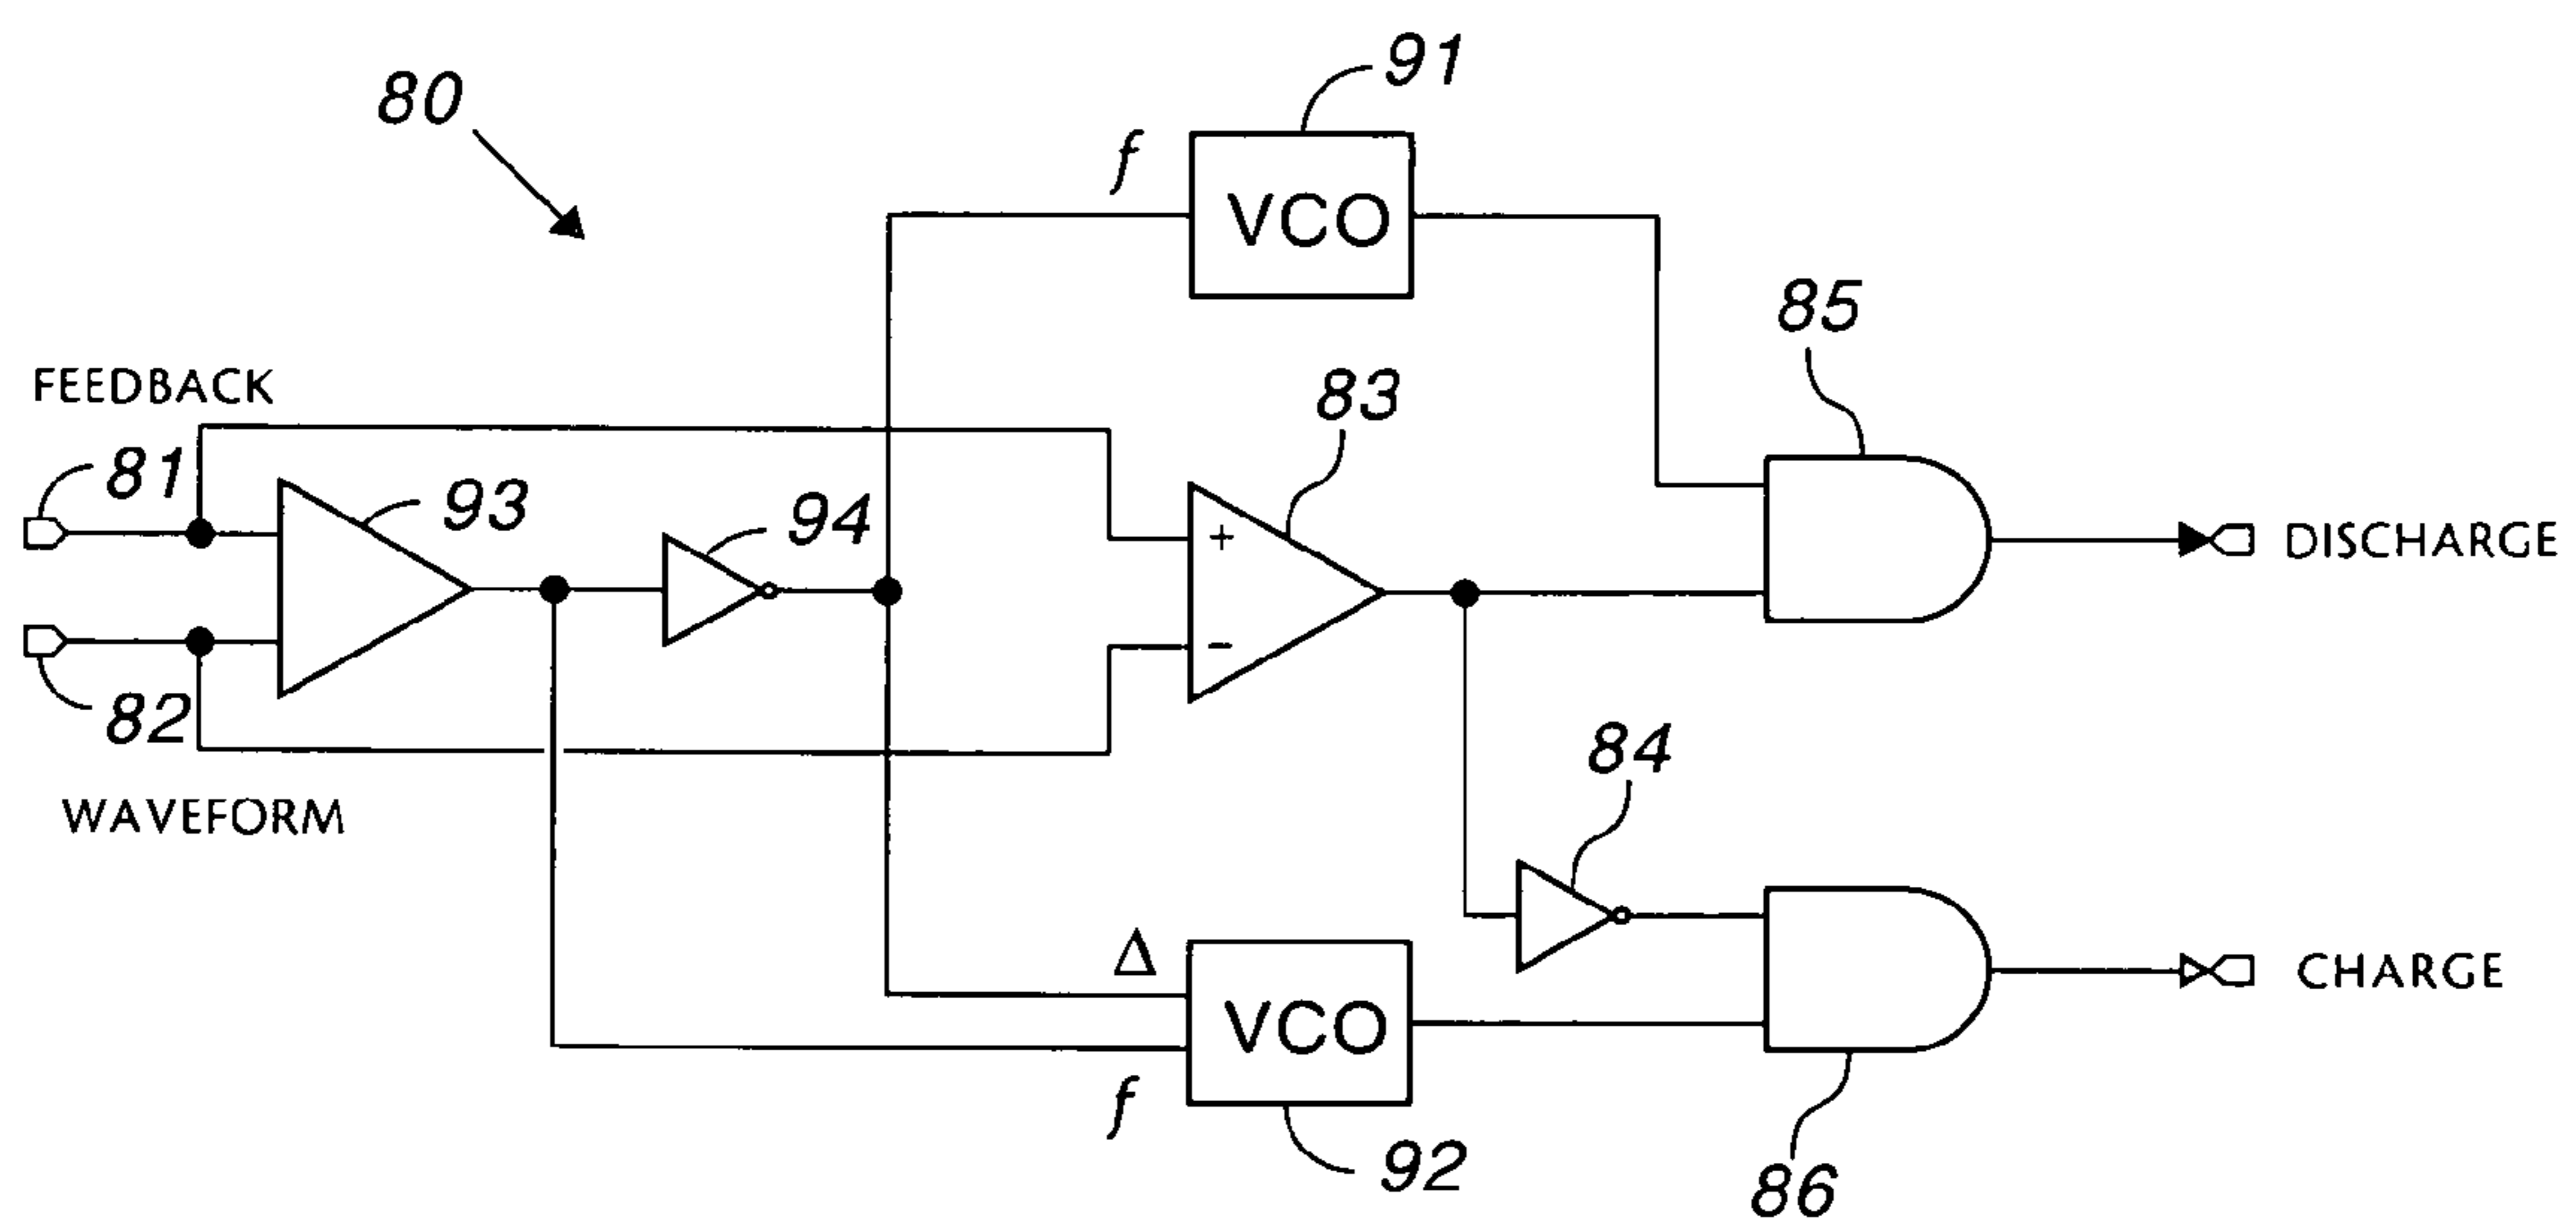 80
91
f
VCO
85
FEEDBACK
83
81
93
94
+
DISCHARGE
-
82
84
WAVEFORM
Δ
VCO
CHARGE
f
92
86